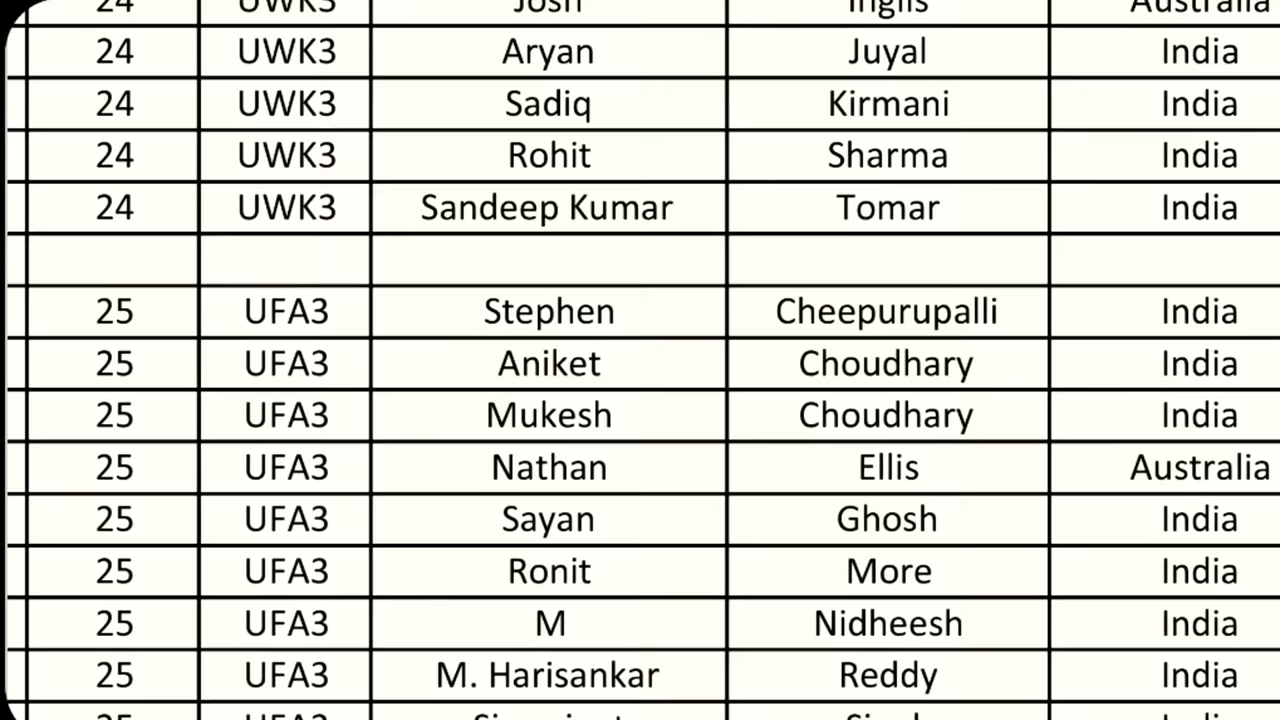 24 UWK3 Josh Inglis Australia
24 UWK3 Aryan Juyal India
24 UWK3 Sadiq Kirmani India
24 UWK3 Rohit Sharma India
24 UWK3 Sandeep Kumar Tomar India
25 UFA3 Stephen Cheepurupalli India
25 UFA3 Aniket Choudhary India
25 UFA3 Mukesh Choudhary India
25 UFA3 Nathan Ellis Australia
25 UFA3 Sayan Ghosh India
25 UFA3 Ronit More India
25 UFA3 M Nidheesh India
25 UFA3 M. Harisankar Reddy India
25 UFA3